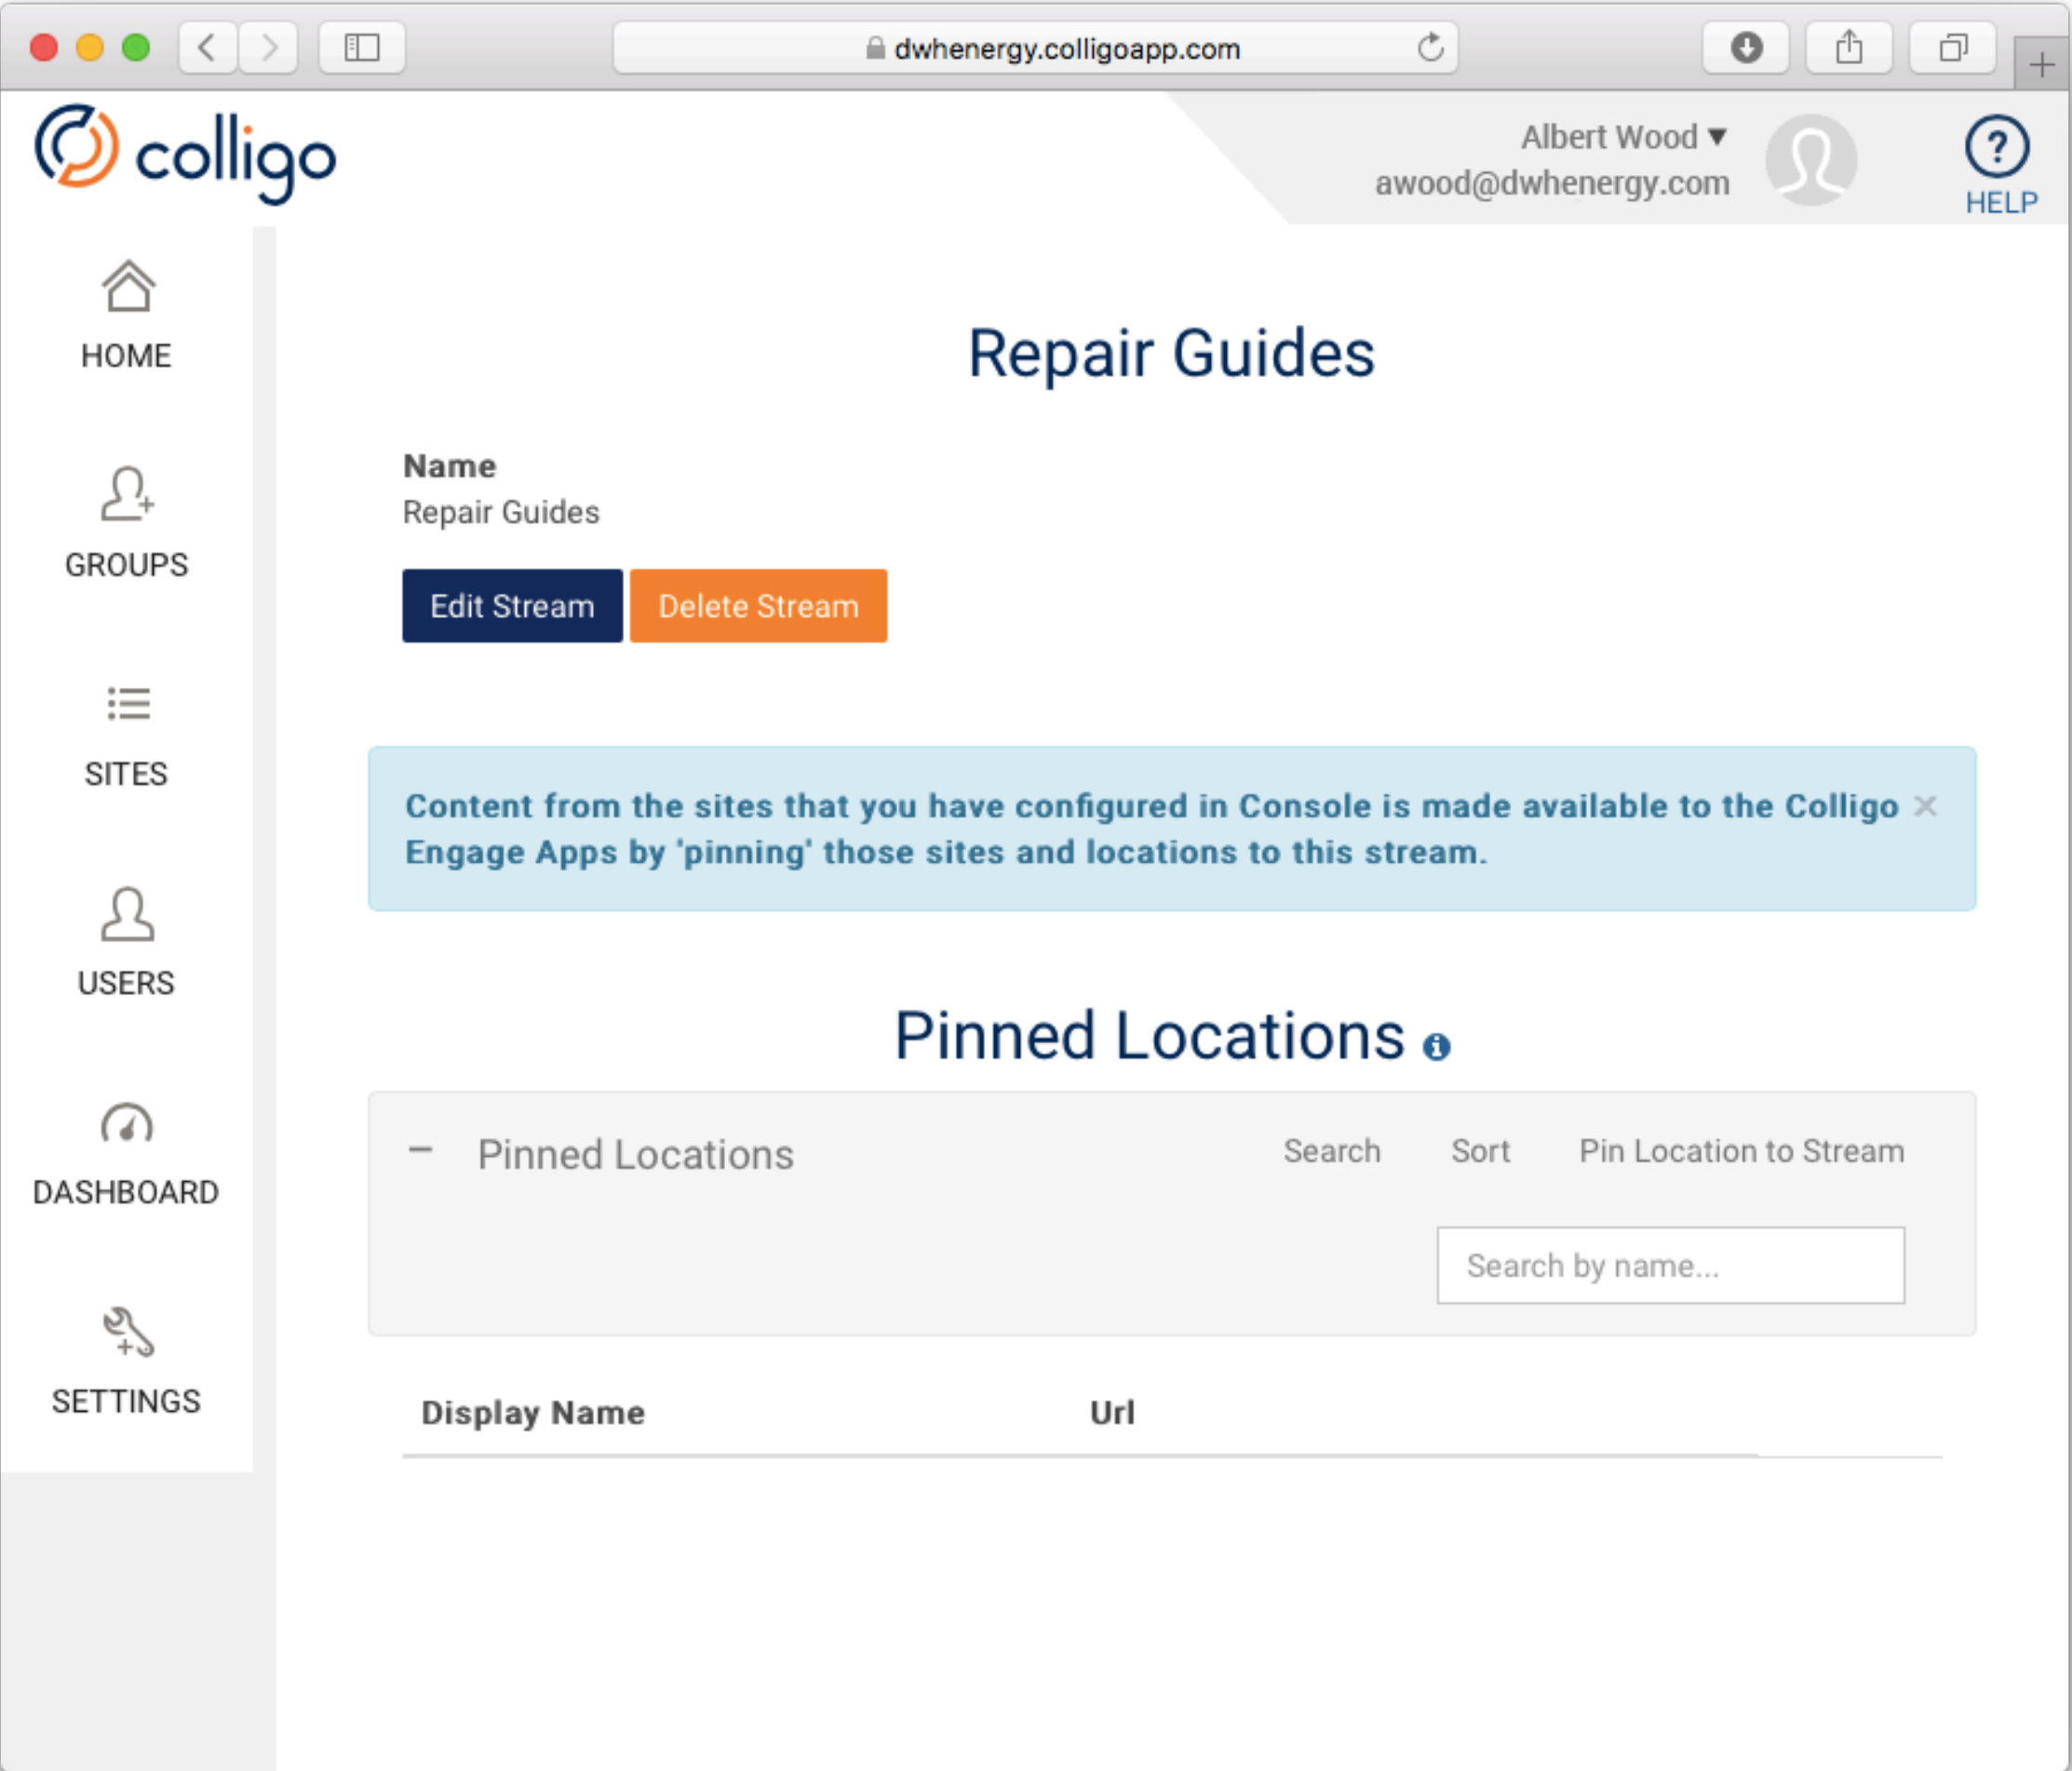 dwhenergy.colligoapp.com
colligo
Albert Wood ▼
awood@dwhenergy.com
?
HELP
HOME
GROUPS
SITES
USERS
DASHBOARD
SETTINGS
Repair Guides
Name
Repair Guides
Edit Stream Delete Stream
Content from the sites that you have configured in Console is made available to the Colligo ×
Engage Apps by 'pinning' those sites and locations to this stream.
Pinned Locations i
− Pinned Locations Search Sort Pin Location to Stream
Search by name...
Display Name Url